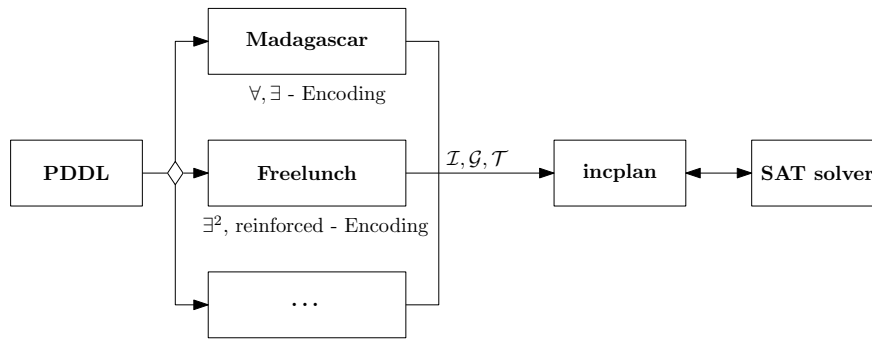 Madagascar
∀, ∃ - Encoding
PDDL
Freelunch
ℐ, 𝒢, 𝒯
incplan
SAT solver
∃², reinforced - Encoding
...